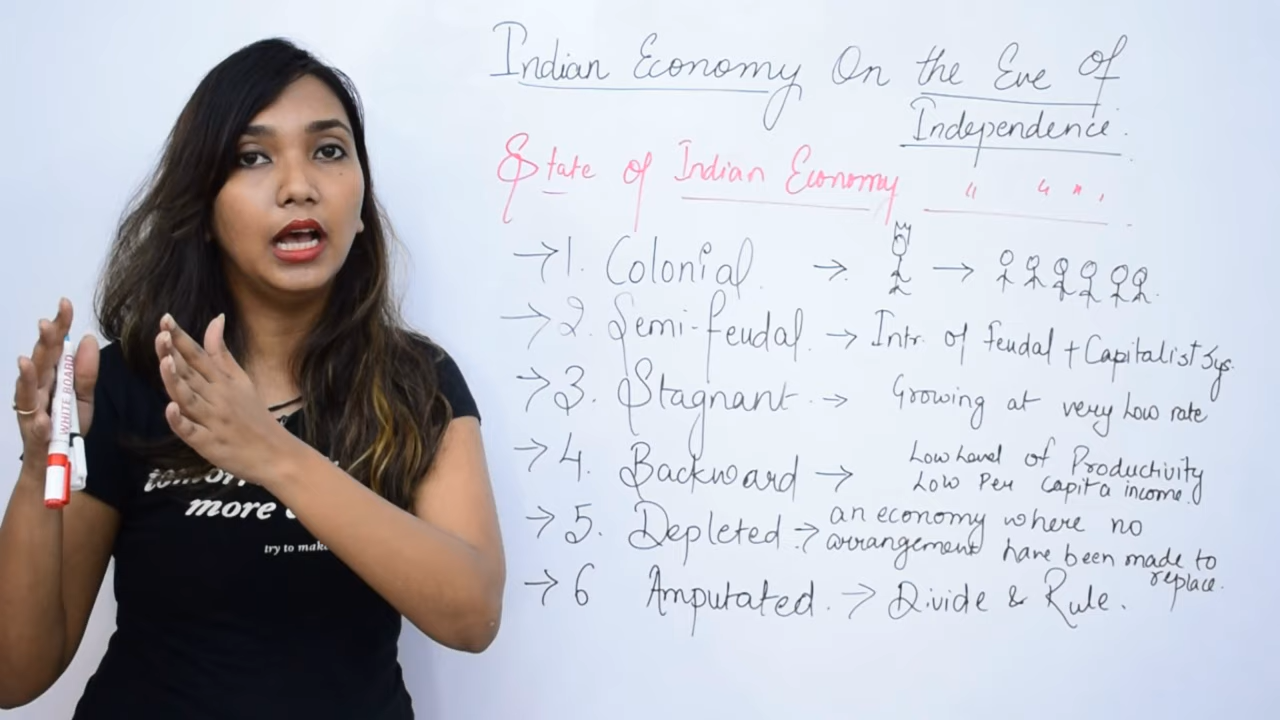 Indian Economy On the Eve of
Independence.
State of Indian Economy " " " .
→1. Colonial → →
→2. Semi-feudal. → Intr. of feudal + Capitalist Sys.
→3. Stagnant. → Growing at very Low rate
→4. Backward → Low Level of Productivity
Low Per capita income.
→5. Depleted → an economy where no
arrangement have been made to
replace.
→6 Amputated. → Divide & Rule.
WHITE BOARD
more
try to make